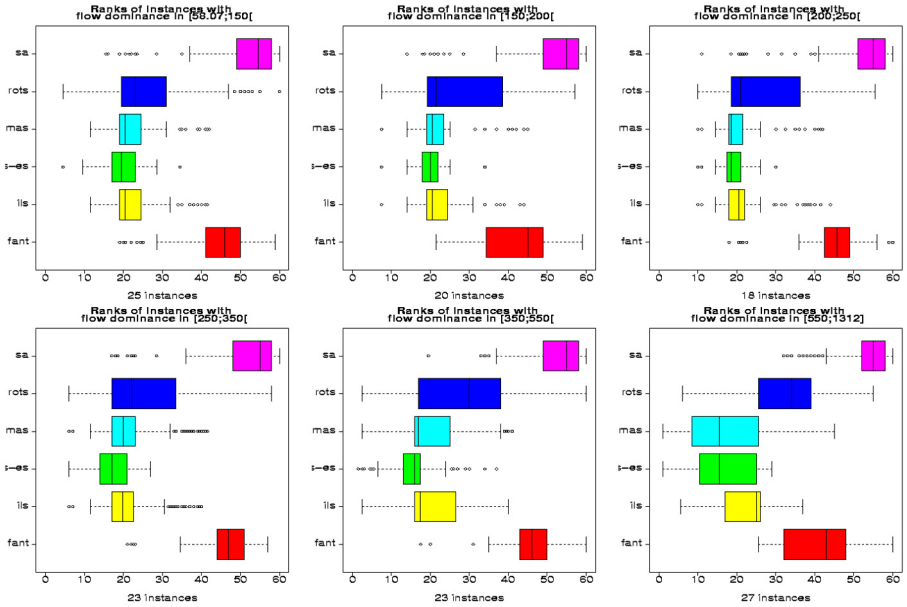 Ranks of Instances with
flow dominance in [58.07;150[
sa
rots
mas
s-es
ils
fant
0 10 20 30 40 50 60
25 instances
Ranks of Instances with
flow dominance in [150;200[
sa
rots
mas
s-es
ils
fant
0 10 20 30 40 50 60
20 instances
Ranks of Instances with
flow dominance in [200;250[
sa
rots
mas
s-es
ils
fant
0 10 20 30 40 50 60
18 instances
Ranks of Instances with
flow dominance in [250;350[
sa
rots
mas
s-es
ils
fant
0 10 20 30 40 50 60
23 instances
Ranks of Instances with
flow dominance in [350;550[
sa
rots
mas
s-es
ils
fant
0 10 20 30 40 50 60
23 instances
Ranks of Instances with
flow dominance in [550;1312]
sa
rots
mas
s-es
ils
fant
0 10 20 30 40 50 60
27 instances